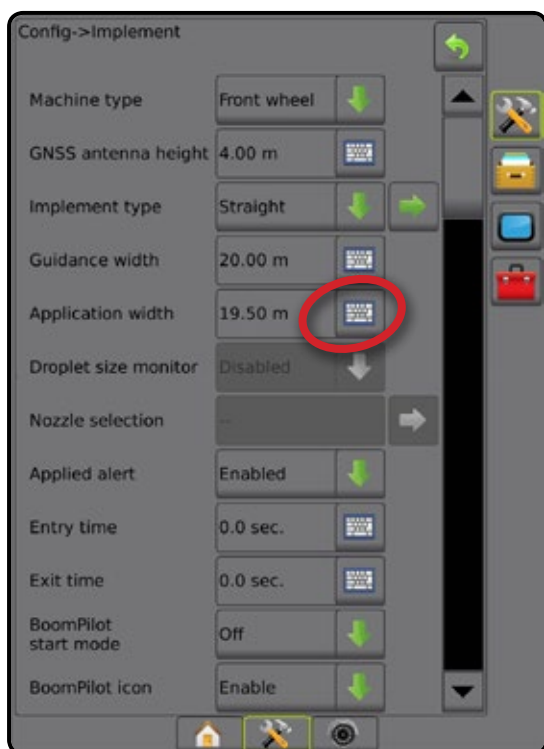 Config->Implement
Machine type Front wheel
GNSS antenna height 4.00 m
Implement type Straight
Guidance width 20.00 m
Application width 19.50 m
Droplet size monitor Disabled
Nozzle selection --
Applied alert Enabled
Entry time 0.0 sec.
Exit time 0.0 sec.
BoomPilot
start mode Off
BoomPilot icon Enable